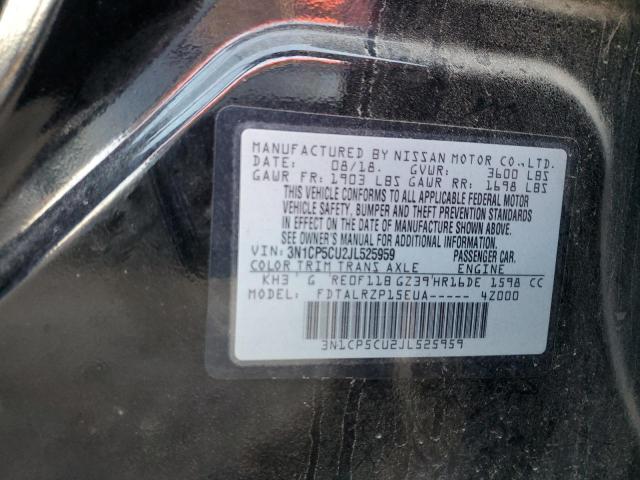 MANUFACTURED BY NISSAN MOTOR CO.,LTD.
DATE: 08/18. GVWR: 3600 LBS
GAWR FR: 1903 LBS GAWR RR: 1698 LBS
THIS VEHICLE CONFORMS TO ALL APPLICABLE FEDERAL MOTOR
VEHICLE SAFETY, BUMPER AND THEFT PREVENTION STANDARDS
IN EFFECT ON THE DATE OF MANUFACTURE SHOWN ABOVE.
SEE OWNER'S MANUAL FOR ADDITIONAL INFORMATION.
VIN: 3N1CP5CU2JL525959 PASSENGER CAR.
COLOR TRIM TRANS AXLE ENGINE
KH3 G RE0F11B GZ39 HR16DE 1598 CC
MODEL: FDTALRZP15EUA----- 4Z000
3N1CP5CU2JL525959